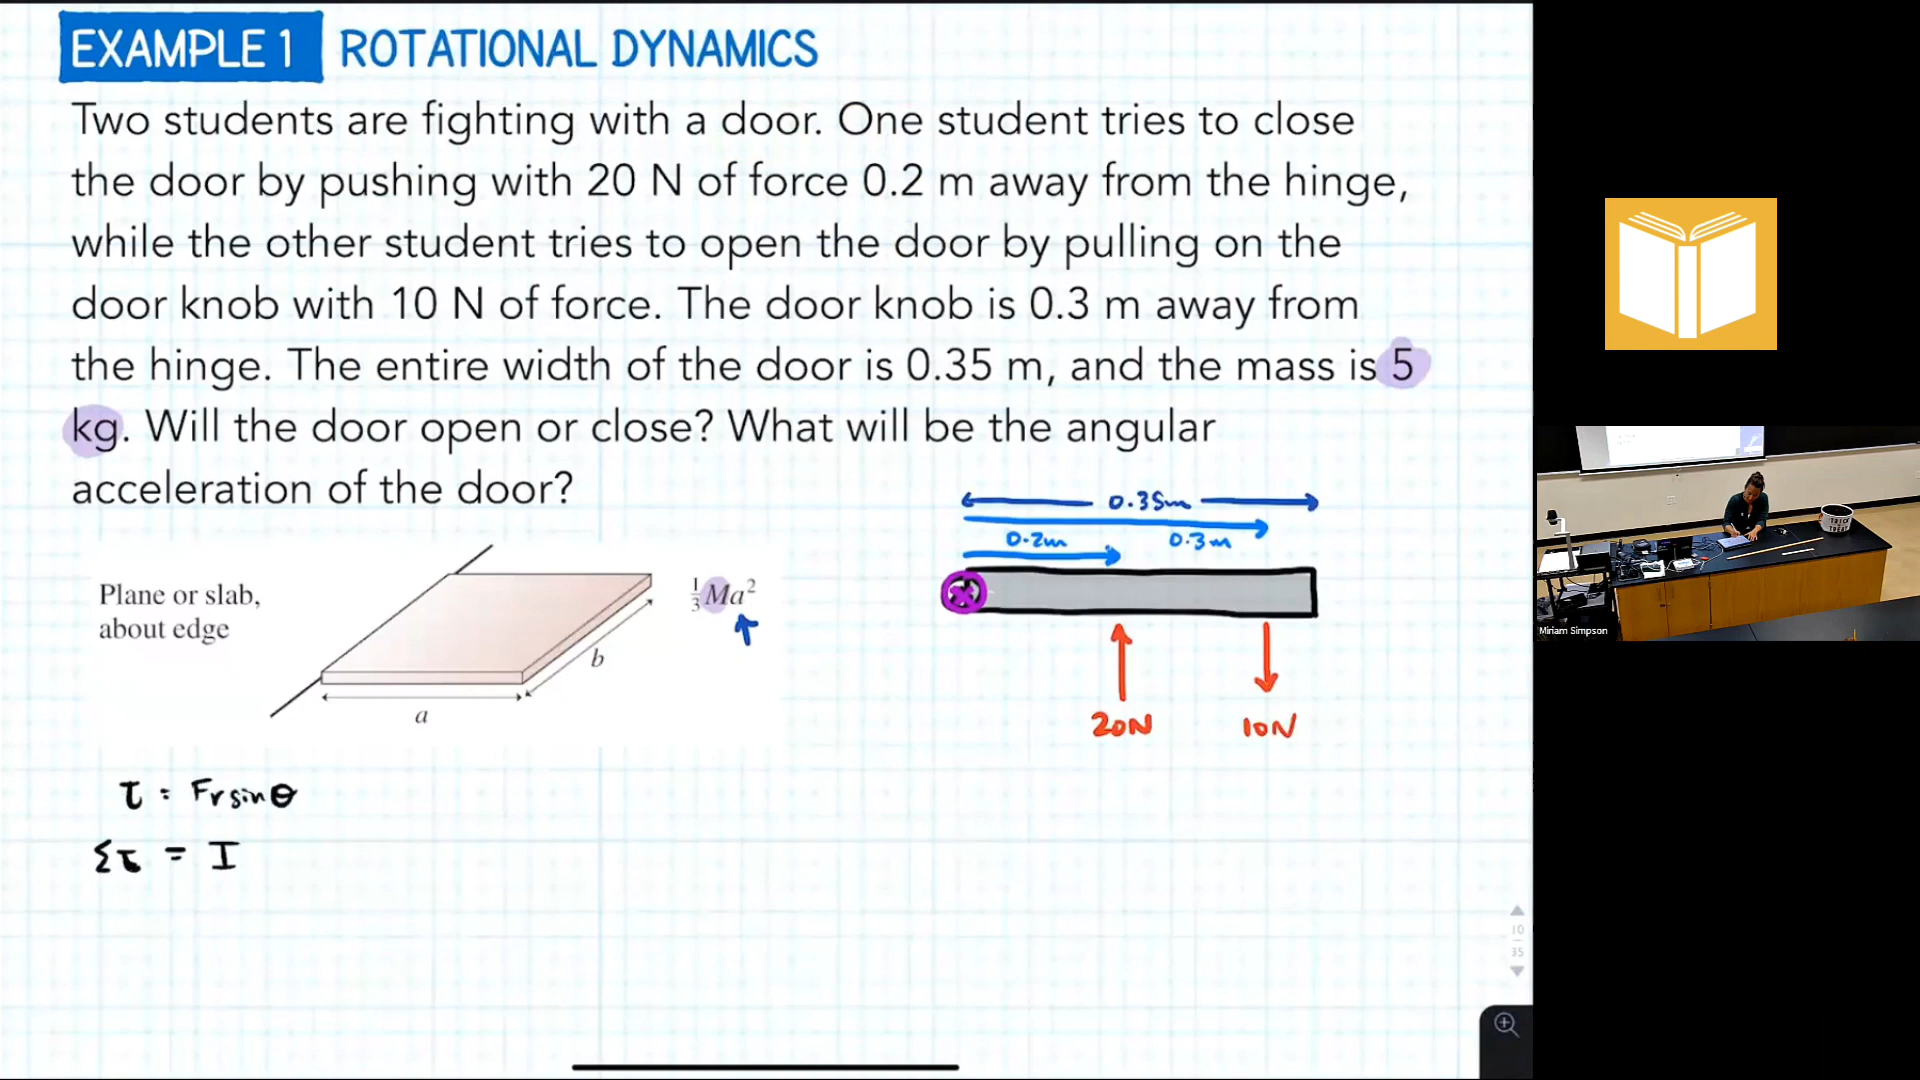 EXAMPLE 1 ROTATIONAL DYNAMICS
Two students are fighting with a door. One student tries to close
the door by pushing with 20 N of force 0.2 m away from the hinge,
while the other student tries to open the door by pulling on the
door knob with 10 N of force. The door knob is 0.3 m away from
the hinge. The entire width of the door is 0.35 m, and the mass is 5
kg. Will the door open or close? What will be the angular
acceleration of the door?
0.35m
0.2m 0.3m
Plane or slab,
about edge
a
b
1/3 Ma²
20N 10N
τ = Fr sin θ
Στ = I
10
35
Miriam Simpson